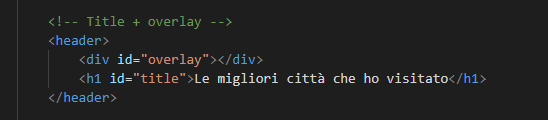 <!-- Title + overlay -->
<header>
<div id="overlay"></div>
<h1 id="title">Le migliori città che ho visitato</h1>
</header>